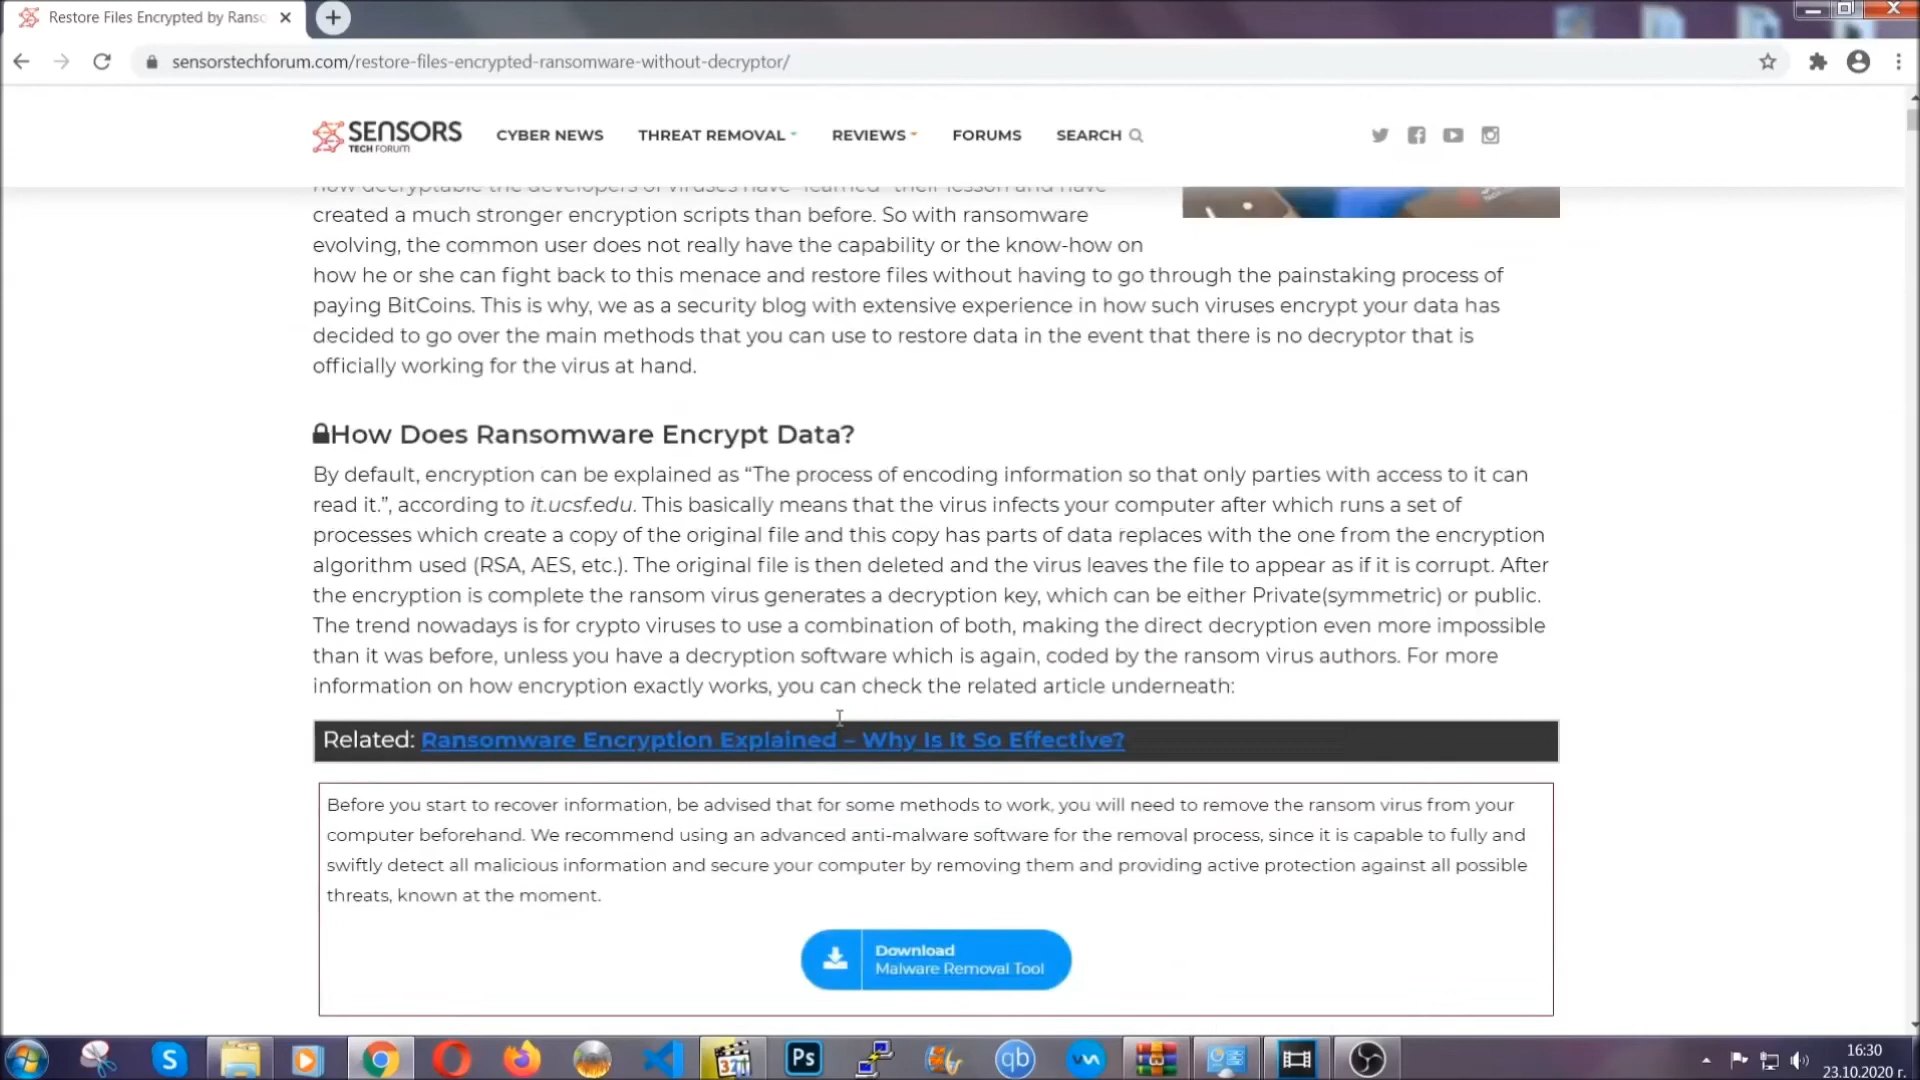 Restore Files Encrypted by Ranso
sensorstechforum.com/restore-files-encrypted-ransomware-without-decryptor/
SENSORS
TECH FORUM
CYBER NEWS THREAT REMOVAL REVIEWS FORUMS SEARCH
how decryptable the developers of viruses have "learned" their lesson and have
created a much stronger encryption scripts than before. So with ransomware
evolving, the common user does not really have the capability or the know-how on
how he or she can fight back to this menace and restore files without having to go through the painstaking process of
paying BitCoins. This is why, we as a security blog with extensive experience in how such viruses encrypt your data has
decided to go over the main methods that you can use to restore data in the event that there is no decryptor that is
officially working for the virus at hand.
How Does Ransomware Encrypt Data?
By default, encryption can be explained as “The process of encoding information so that only parties with access to it can
read it.”, according to it.ucsf.edu. This basically means that the virus infects your computer after which runs a set of
processes which create a copy of the original file and this copy has parts of data replaces with the one from the encryption
algorithm used (RSA, AES, etc.). The original file is then deleted and the virus leaves the file to appear as if it is corrupt. After
the encryption is complete the ransom virus generates a decryption key, which can be either Private(symmetric) or public.
The trend nowadays is for crypto viruses to use a combination of both, making the direct decryption even more impossible
than it was before, unless you have a decryption software which is again, coded by the ransom virus authors. For more
information on how encryption exactly works, you can check the related article underneath:
Related: Ransomware Encryption Explained – Why Is It So Effective?
Before you start to recover information, be advised that for some methods to work, you will need to remove the ransom virus from your
computer beforehand. We recommend using an advanced anti-malware software for the removal process, since it is capable to fully and
swiftly detect all malicious information and secure your computer by removing them and providing active protection against all possible
threats, known at the moment.
Download
Malware Removal Tool
S
321
Ps
qb
16:30
23.10.2020 г.